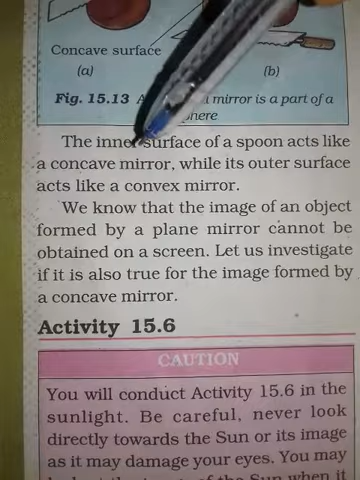 Concave surface
(a)
(b)
Fig. 15.13 A mirror is a part of a
The inner surface of a spoon acts like
a concave mirror, while its outer surface
acts like a convex mirror.
We know that the image of an object
formed by a plane mirror cannot be
obtained on a screen. Let us investigate
if it is also true for the image formed by
a concave mirror.
Activity 15.6
CAUTION
You will conduct Activity 15.6 in the
sunlight. Be careful, never look
directly towards the Sun or its image
as it may damage your eyes. You may
the Sun when it